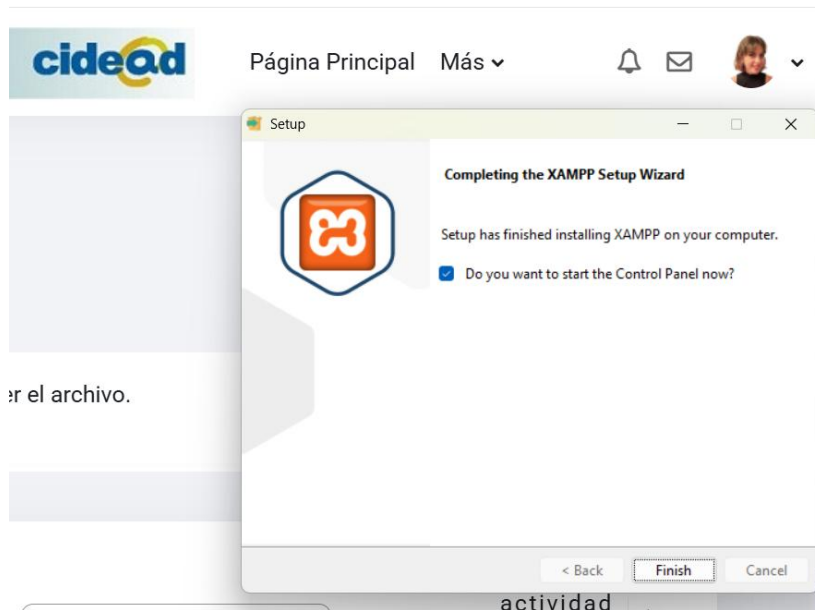 cidead
Página Principal Más
Setup
Completing the XAMPP Setup Wizard
Setup has finished installing XAMPP on your computer.
Do you want to start the Control Panel now?
er el archivo.
< Back Finish Cancel
actividad